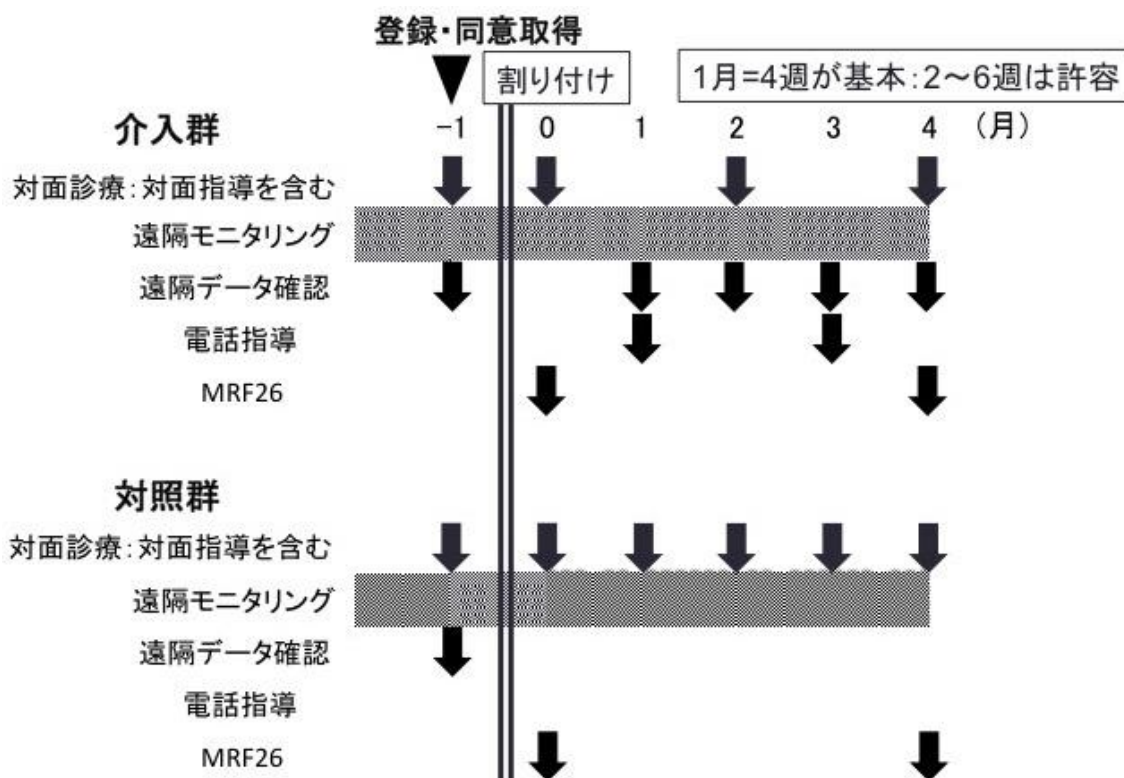 登録・同意取得
割り付け
1月=4週が基本:2～6週は許容
介入群
-1 0 1 2 3 4 (月)
対面診療:対面指導を含む
遠隔モニタリング
遠隔データ確認
電話指導
MRF26
対照群
対面診療:対面指導を含む
遠隔モニタリング
遠隔データ確認
電話指導
MRF26